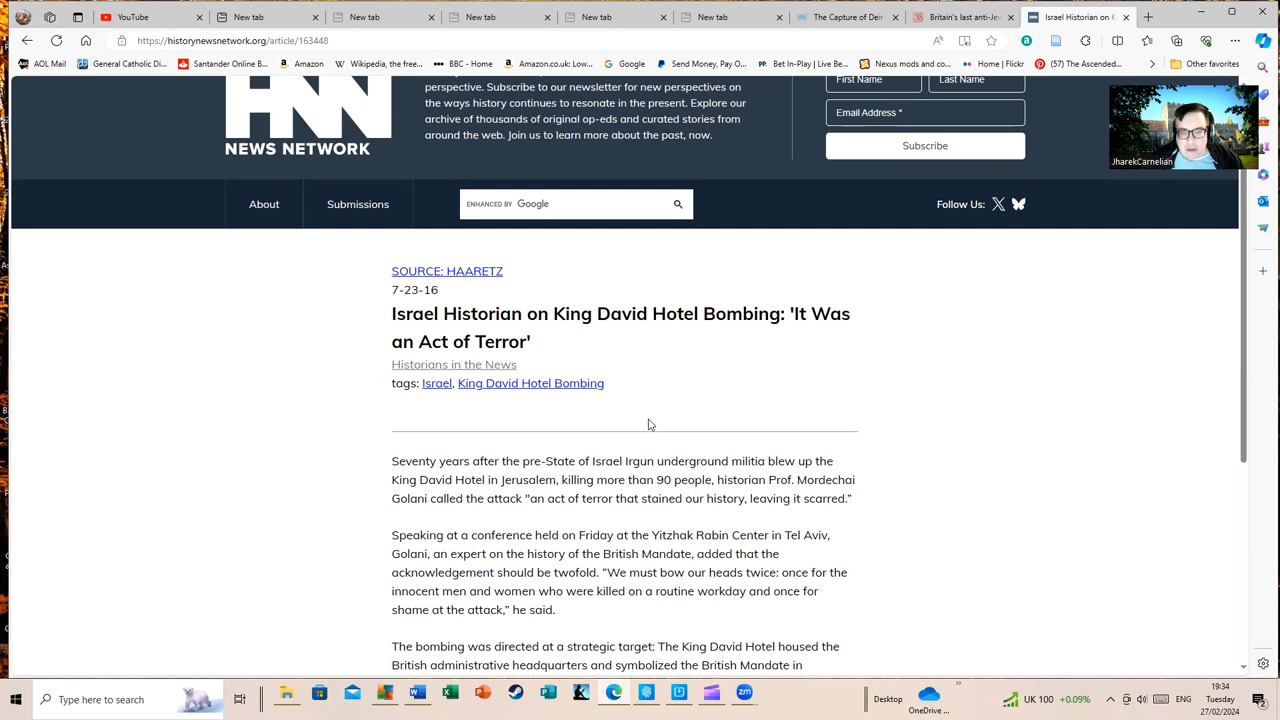 YouTube
New tab
New tab
New tab
New tab
New tab
The Capture of Deir
Britain's last anti-Jew
Israel Historian on K
https://historynewsnetwork.org/article/163448
AOL Mail
General Catholic Di...
Santander Online B...
Amazon
Wikipedia, the free...
BBC - Home
Amazon.co.uk: Low...
Google
Send Money, Pay O...
Bet In-Play | Live Be...
Nexus mods and co...
Home | Flickr
(57) The Ascended...
Other favorites
HNN
NEWS NETWORK
perspective. Subscribe to our newsletter for new perspectives on
the ways history continues to resonate in the present. Explore our
archive of thousands of original op-eds and curated stories from
around the web. Join us to learn more about the past, now.
First Name
Last Name
Email Address *
Subscribe
JharekCarnelian
About
Submissions
ENHANCED BY Google
Follow Us:
SOURCE: HAARETZ
7-23-16
Israel Historian on King David Hotel Bombing: 'It Was
an Act of Terror'
Historians in the News
tags: Israel, King David Hotel Bombing
Seventy years after the pre-State of Israel Irgun underground militia blew up the
King David Hotel in Jerusalem, killing more than 90 people, historian Prof. Mordechai
Golani called the attack "an act of terror that stained our history, leaving it scarred.”
Speaking at a conference held on Friday at the Yitzhak Rabin Center in Tel Aviv,
Golani, an expert on the history of the British Mandate, added that the
acknowledgement should be twofold. “We must bow our heads twice: once for the
innocent men and women who were killed on a routine workday and once for
shame at the attack,” he said.
The bombing was directed at a strategic target: The King David Hotel housed the
British administrative headquarters and symbolized the British Mandate in
Type here to search
Desktop
OneDrive ...
UK 100 +0.09%
ENG
19:34
Tuesday
27/02/2024